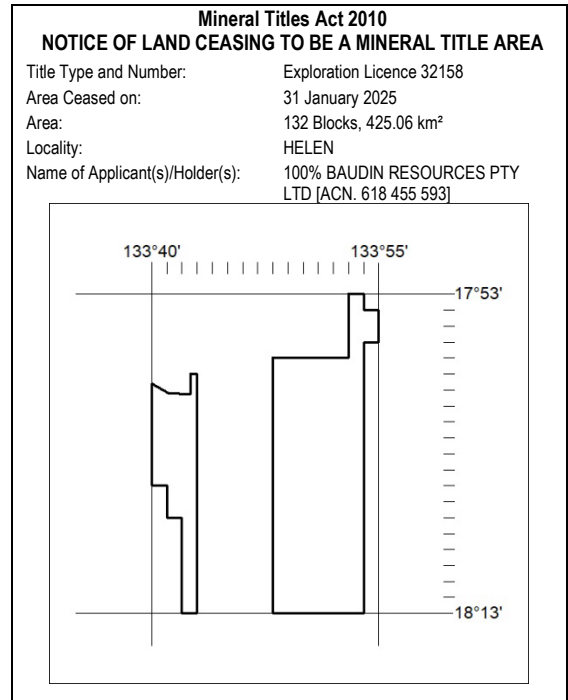 Mineral Titles Act 2010
NOTICE OF LAND CEASING TO BE A MINERAL TITLE AREA
Title Type and Number: Exploration Licence 32158
Area Ceased on: 31 January 2025
Area: 132 Blocks, 425.06 km²
Locality: HELEN
Name of Applicant(s)/Holder(s): 100% BAUDIN RESOURCES PTY
LTD [ACN. 618 455 593]
133°40' 133°55'
17°53'
18°13'